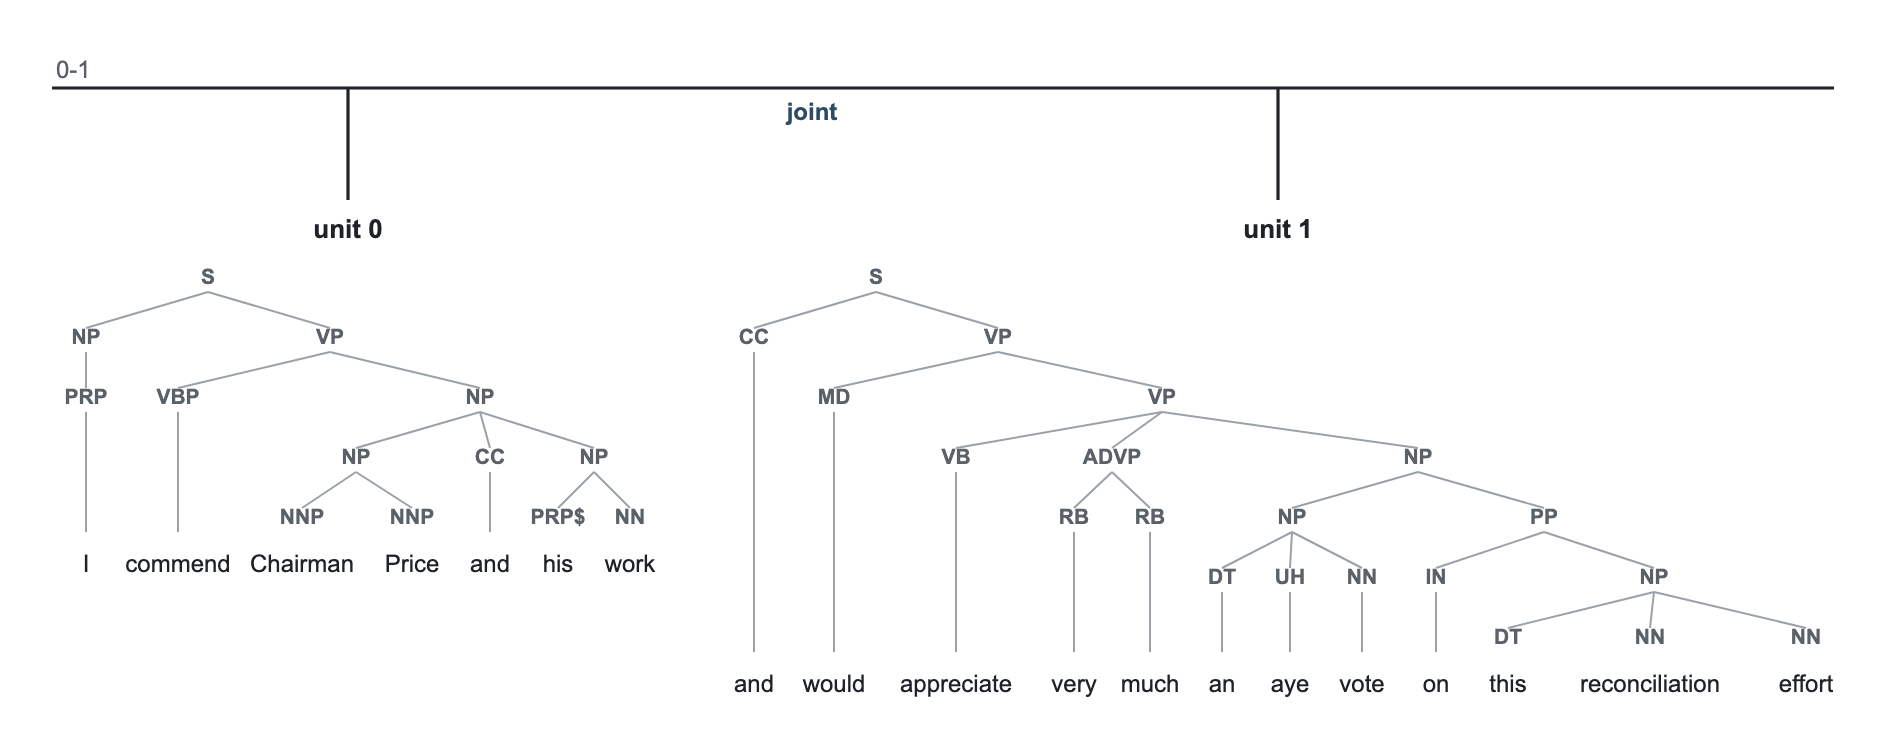 0-1
joint
unit 0 unit 1
S S
NP VP CC VP
PRP VBP NP MD VP
NP CC NP VB ADVP NP
NNP NNP PRP$ NN RB RB NP PP
I commend Chairman Price and his work DT UH NN IN NP
DT NN NN
and would appreciate very much an aye vote on this reconciliation effort